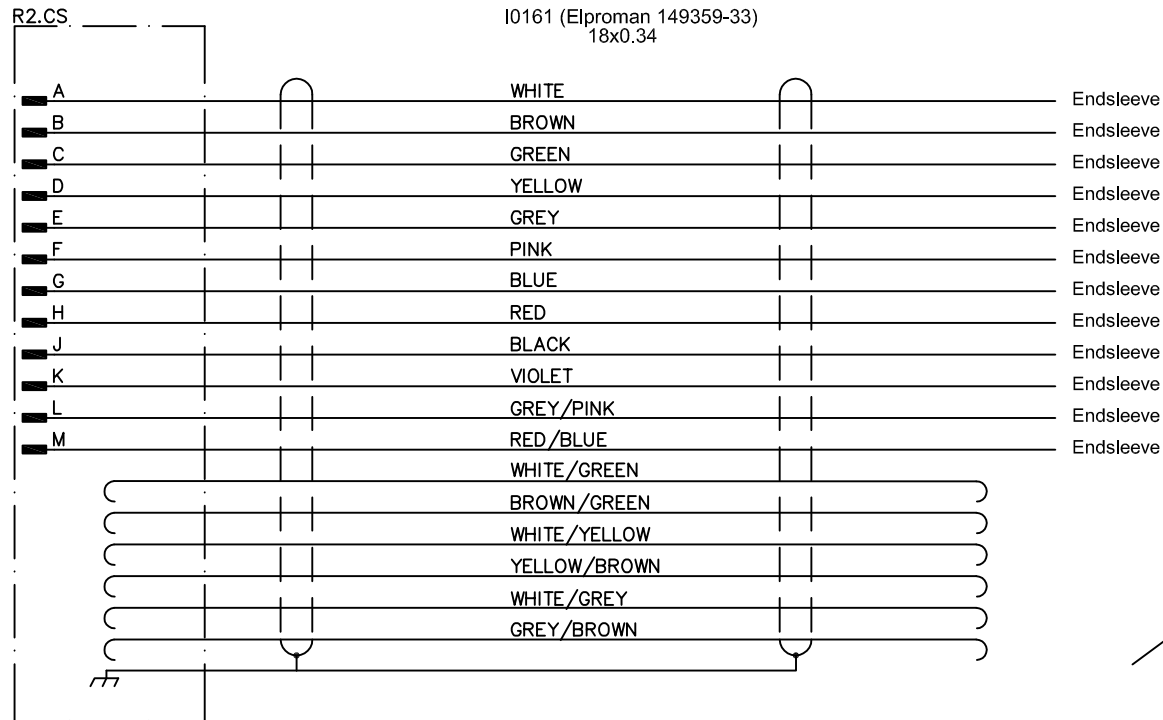 R2.CS
I0161 (Elproman 149359-33)
18x0.34
A WHITE Endsleeve
B BROWN Endsleeve
C GREEN Endsleeve
D YELLOW Endsleeve
E GREY Endsleeve
F PINK Endsleeve
G BLUE Endsleeve
H RED Endsleeve
J BLACK Endsleeve
K VIOLET Endsleeve
L GREY/PINK Endsleeve
M RED/BLUE Endsleeve
WHITE/GREEN
BROWN/GREEN
WHITE/YELLOW
YELLOW/BROWN
WHITE/GREY
GREY/BROWN